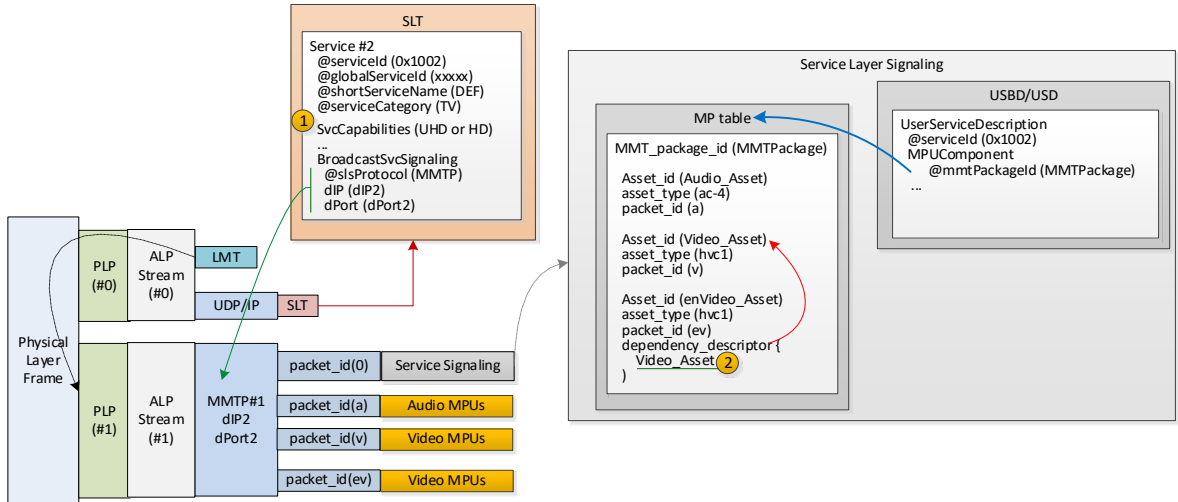 SLT
Service #2
@serviceId (0x1002)
@globalServiceId (xxxxx)
@shortServiceName (DEF)
@serviceCategory (TV)
1
SvcCapabilities (UHD or HD)
...
BroadcastSvcSignaling
@slsProtocol (MMTP)
dIP (dIP2)
dPort (dPort2)
Service Layer Signaling
MP table
MMT_package_id (MMTPackage)
Asset_id (Audio_Asset)
asset_type (ac-4)
packet_id (a)
Asset_id (Video_Asset)
asset_type (hvc1)
packet_id (v)
Asset_id (enVideo_Asset)
asset_type (hvc1)
packet_id (ev)
dependency_descriptor {
Video_Asset
2
)
USBD/USD
UserServiceDescription
@serviceId (0x1002)
MPUComponent
@mmtPackageId (MMTPackage)
...
Physical
Layer
Frame
PLP
(#0)
ALP
Stream
(#0)
LMT
UDP/IP
SLT
PLP
(#1)
ALP
Stream
(#1)
MMTP#1
dIP2
dPort2
packet_id(0)
Service Signaling
packet_id(a)
Audio MPUs
packet_id(v)
Video MPUs
packet_id(ev)
Video MPUs